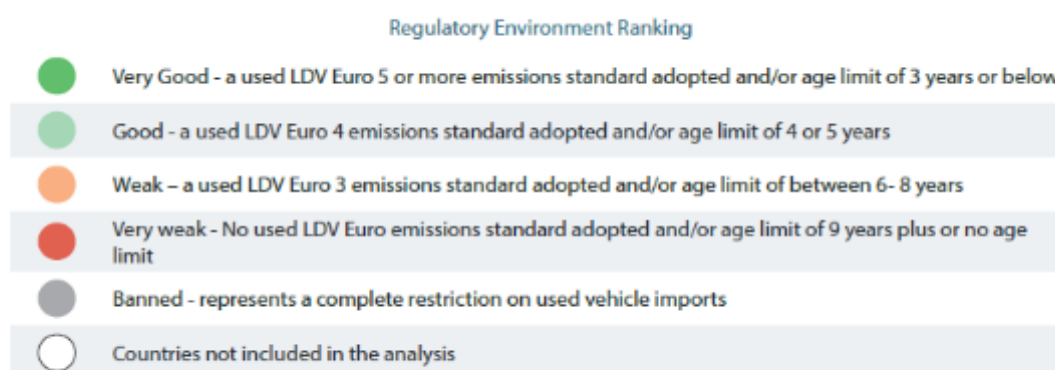 Regulatory Environment Ranking
Very Good - a used LDV Euro 5 or more emissions standard adopted and/or age limit of 3 years or below
Good - a used LDV Euro 4 emissions standard adopted and/or age limit of 4 or 5 years
Weak – a used LDV Euro 3 emissions standard adopted and/or age limit of between 6- 8 years
Very weak - No used LDV Euro emissions standard adopted and/or age limit of 9 years plus or no age
limit
Banned - represents a complete restriction on used vehicle imports
Countries not included in the analysis